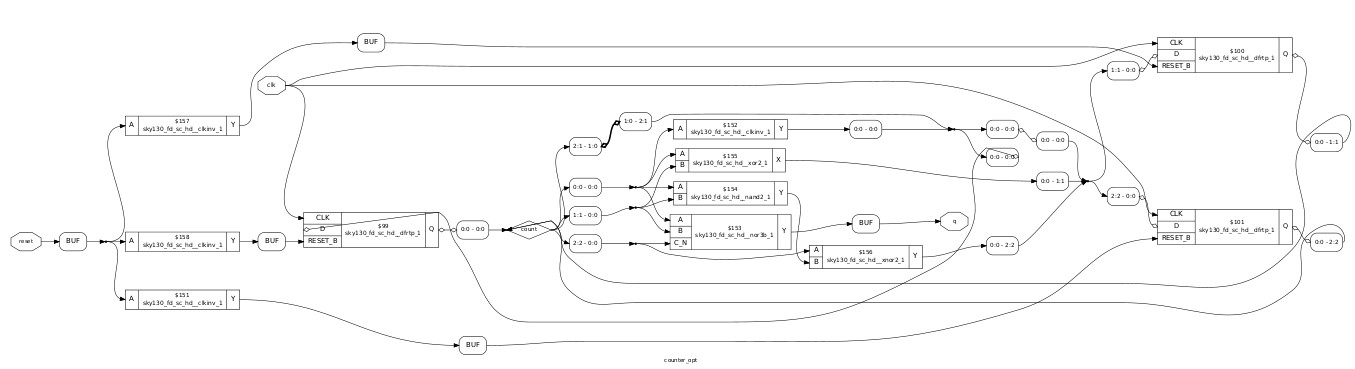 BUF
CLK
$100
D
sky130_fd_sc_hd__dfrtp_1
Q
RESET_B
1:1 - 0:0
clk
$157
A
sky130_fd_sc_hd__clkinv_1
Y
1:0 - 2:1
$152
A
sky130_fd_sc_hd__clkinv_1
Y
0:0 - 0:0
0:0 - 0:0
0:0 - 0:0
0:0 - 1:1
2:1 - 1:0
0:0 - 0:0
A
$155
B
sky130_fd_sc_hd__xor2_1
X
0:0 - 1:1
0:0 - 0:0
A
$154
B
sky130_fd_sc_hd__nand2_1
Y
2:2 - 0:0
CLK
$99
D
sky130_fd_sc_hd__dfrtp_1
Q
RESET_B
0:0 - 0:0
count
1:1 - 0:0
A
$153
B
sky130_fd_sc_hd__nor3b_1
C_N
Y
BUF
q
CLK
$101
D
sky130_fd_sc_hd__dfrtp_1
Q
RESET_B
reset
BUF
$158
A
sky130_fd_sc_hd__clkinv_1
Y
BUF
2:2 - 0:0
0:0 - 2:2
0:0 - 2:2
A
$156
B
sky130_fd_sc_hd__xnor2_1
Y
$151
A
sky130_fd_sc_hd__clkinv_1
Y
BUF
counter_opt